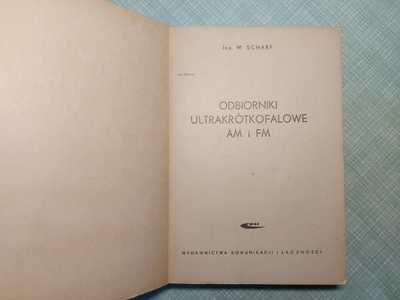 Inż. W. SCHARF
ODBIORNIKI
ULTRAKRÓTKOFALOWE
AM i FM
WYDAWNICTWA KOMUNIKACJI I ŁĄCZNOŚCI